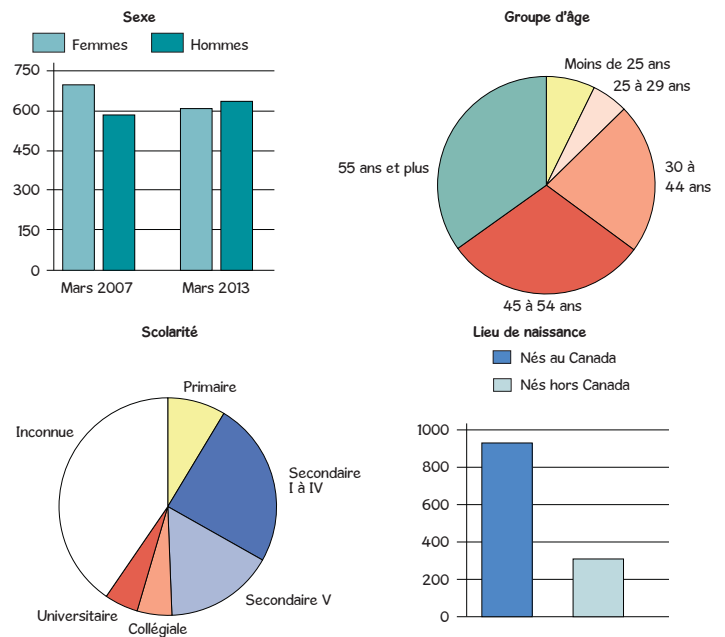 Sexe
Femmes
Hommes
750
600
450
300
150
0
Mars 2007
Mars 2013
Groupe d'âge
Moins de 25 ans
25 à 29 ans
30 à
44 ans
45 à 54 ans
55 ans et plus
Scolarité
Primaire
Secondaire
I à IV
Secondaire V
Collégiale
Universitaire
Inconnue
Lieu de naissance
Nés au Canada
Nés hors Canada
1000
800
600
400
200
0